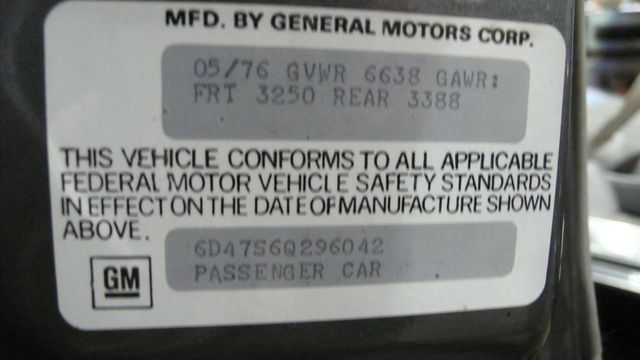 MFD. BY GENERAL MOTORS CORP.
05/76 GVWR 6638 GAWR:
FRT 3250 REAR 3388
THIS VEHICLE CONFORMS TO ALL APPLICABLE
FEDERAL MOTOR VEHICLE SAFETY STANDARDS
IN EFFECT ON THE DATE OF MANUFACTURE SHOWN
ABOVE.
6D47S6Q296042
PASSENGER CAR
GM